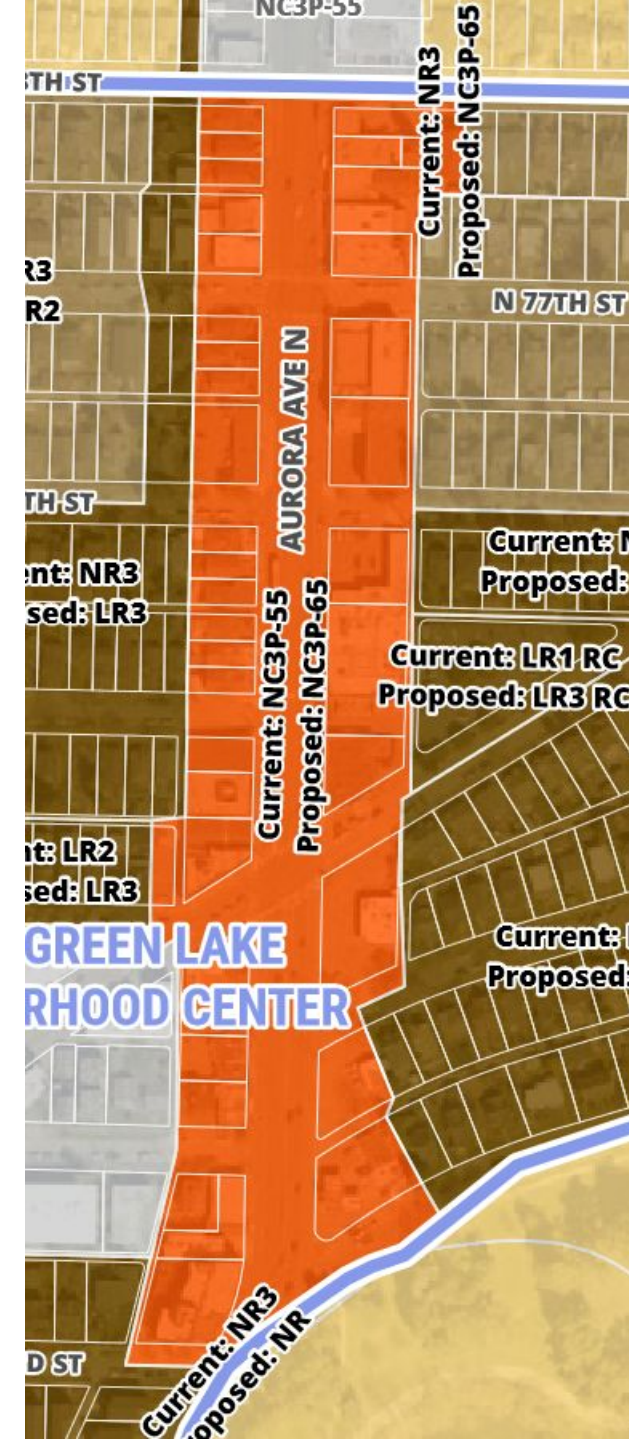 NC3P-55
TH ST
Current: NR3
Proposed: NC3P-65
R3
R2
N 77TH ST
AURORA AVE N
TH ST
Current: N
Proposed:
ent: NR3
sed: LR3
Current: NC3P-55
Proposed: NC3P-65
Current: LR1 RC
Proposed: LR3 RC
nt: LR2
sed: LR3
GREEN LAKE
RHOOD CENTER
Current:
Proposed:
Current: NR3
oposed: NR
D ST